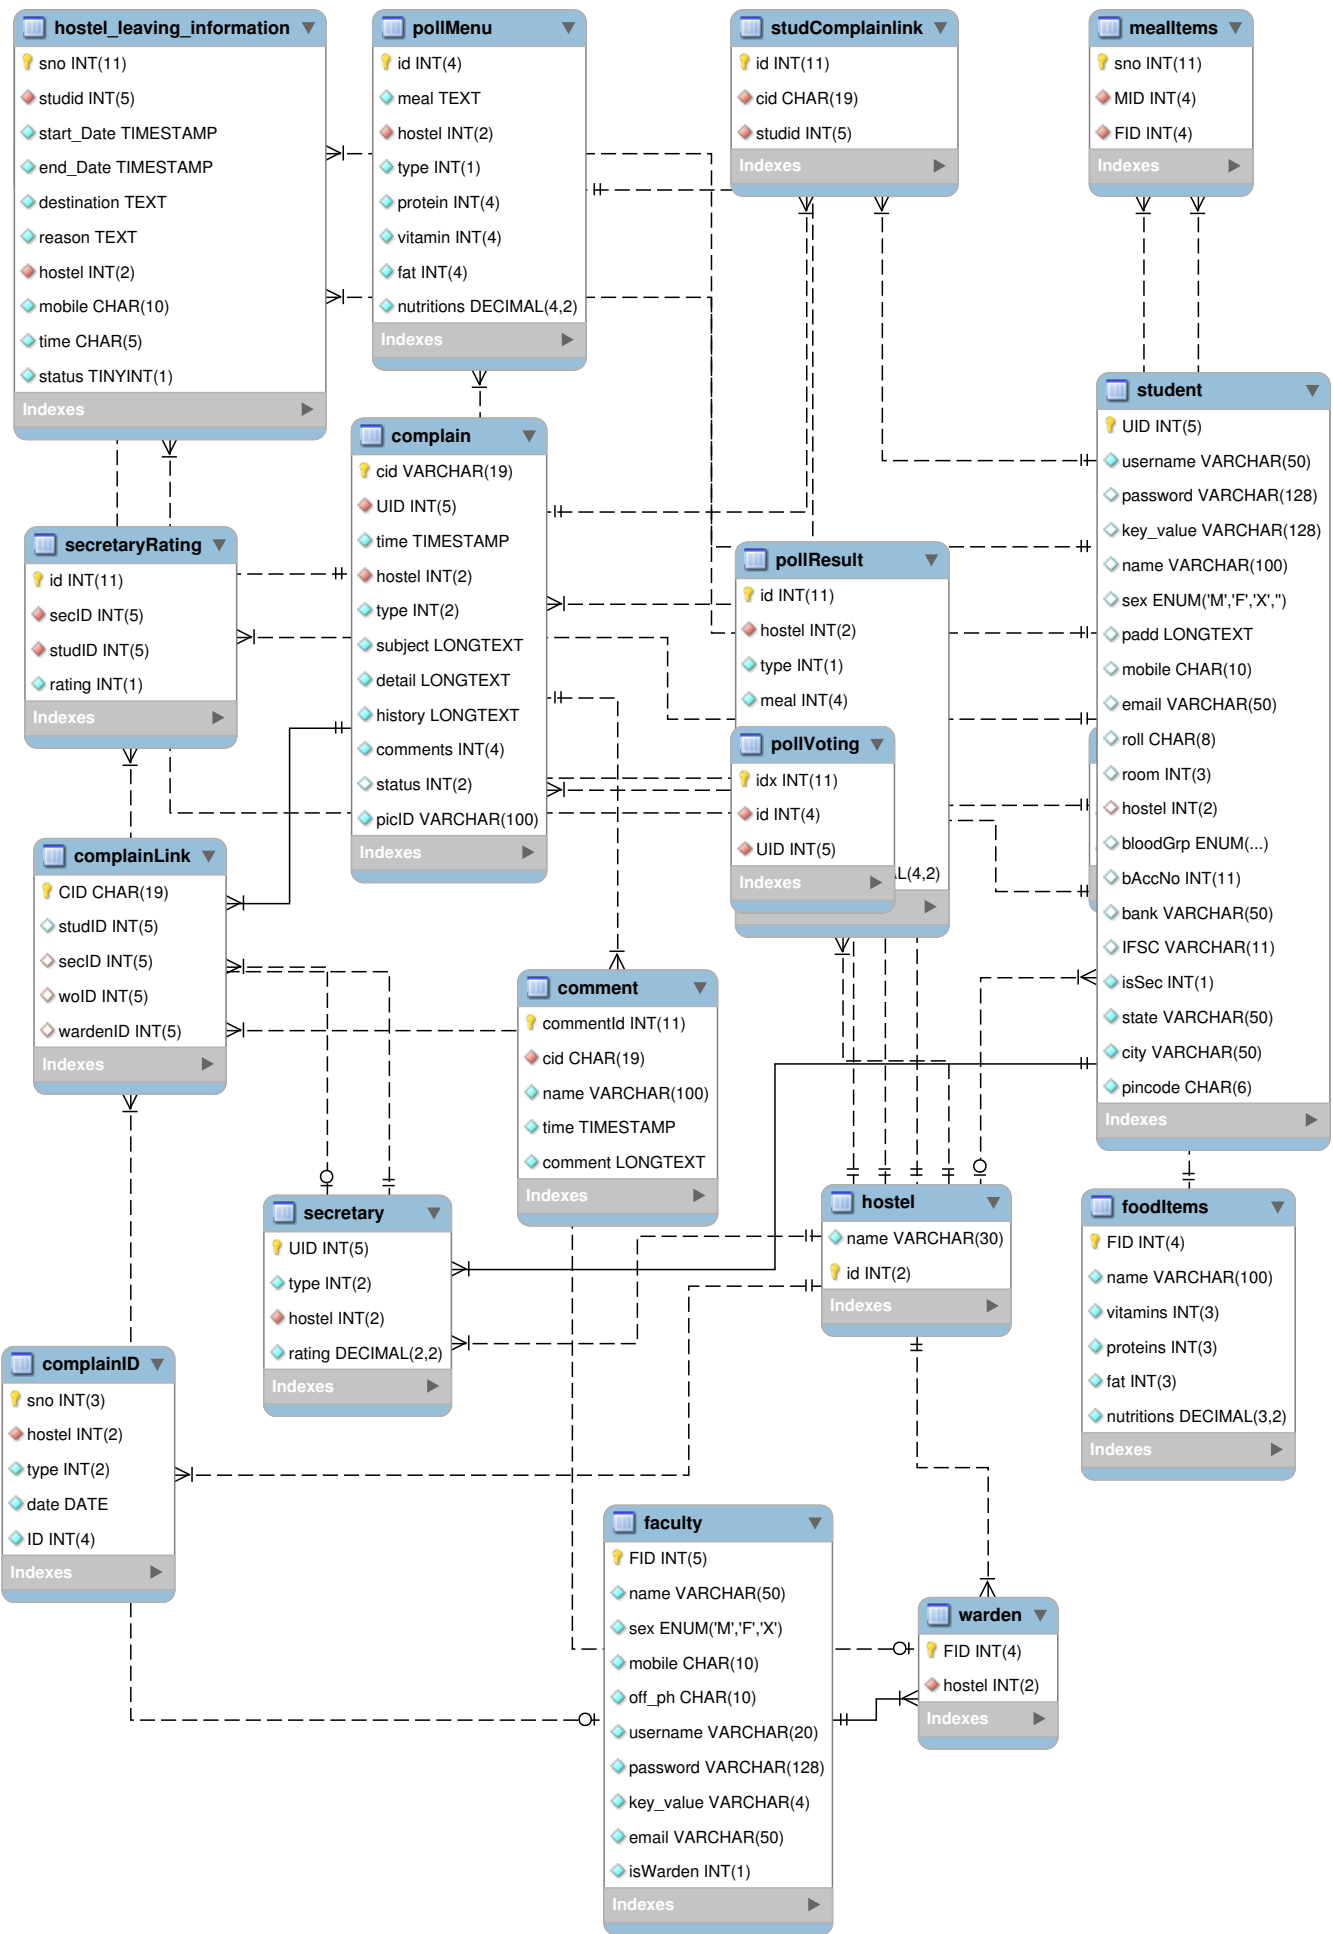 hostel_leaving_information
sno INT(11)
studid INT(5)
start_Date TIMESTAMP
end_Date TIMESTAMP
destination TEXT
reason TEXT
hostel INT(2)
mobile CHAR(10)
time CHAR(5)
status TINYINT(1)
Indexes
pollMenu
id INT(4)
meal TEXT
hostel INT(2)
type INT(1)
protein INT(4)
vitamin INT(4)
fat INT(4)
nutritions DECIMAL(4,2)
Indexes
studComplainlink
id INT(11)
cid CHAR(19)
studid INT(5)
Indexes
mealItems
sno INT(11)
MID INT(4)
FID INT(4)
Indexes
student
UID INT(5)
username VARCHAR(50)
password VARCHAR(128)
key_value VARCHAR(128)
name VARCHAR(100)
sex ENUM('M','F','X','')
padd LONGTEXT
mobile CHAR(10)
email VARCHAR(50)
roll CHAR(8)
room INT(3)
hostel INT(2)
bloodGrp ENUM(...)
bAccNo INT(11)
bank VARCHAR(50)
IFSC VARCHAR(11)
isSec INT(1)
state VARCHAR(50)
city VARCHAR(50)
pincode CHAR(6)
Indexes
complain
cid VARCHAR(19)
UID INT(5)
time TIMESTAMP
hostel INT(2)
type INT(2)
subject LONGTEXT
detail LONGTEXT
history LONGTEXT
comments INT(4)
status INT(2)
picID VARCHAR(100)
Indexes
secretaryRating
id INT(11)
secID INT(5)
studID INT(5)
rating INT(1)
Indexes
pollResult
id INT(11)
hostel INT(2)
type INT(1)
meal INT(4)
L(4,2)
pollVoting
idx INT(11)
id INT(4)
UID INT(5)
Indexes
complainLink
CID CHAR(19)
studID INT(5)
secID INT(5)
woID INT(5)
wardenID INT(5)
Indexes
comment
commentId INT(11)
cid CHAR(19)
name VARCHAR(100)
time TIMESTAMP
comment LONGTEXT
Indexes
secretary
UID INT(5)
type INT(2)
hostel INT(2)
rating DECIMAL(2,2)
Indexes
hostel
name VARCHAR(30)
id INT(2)
Indexes
foodItems
FID INT(4)
name VARCHAR(100)
vitamins INT(3)
proteins INT(3)
fat INT(3)
nutritions DECIMAL(3,2)
Indexes
complainID
sno INT(3)
hostel INT(2)
type INT(2)
date DATE
ID INT(4)
Indexes
faculty
FID INT(5)
name VARCHAR(50)
sex ENUM('M','F','X')
mobile CHAR(10)
off_ph CHAR(10)
username VARCHAR(20)
password VARCHAR(128)
key_value VARCHAR(4)
email VARCHAR(50)
isWarden INT(1)
Indexes
warden
FID INT(4)
hostel INT(2)
Indexes